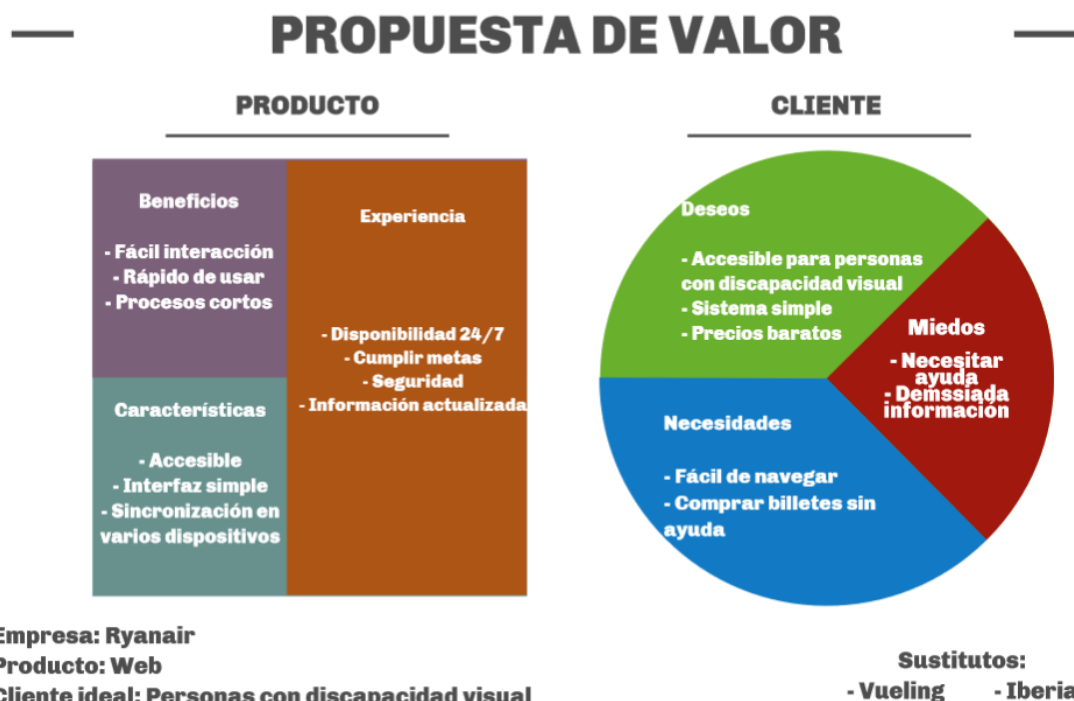 PROPUESTA DE VALOR
PRODUCTO
Beneficios
- Fácil interacción
- Rápido de usar
- Procesos cortos
Experiencia
- Disponibilidad 24/7
- Cumplir metas
- Seguridad
- Información actualizada
Características
- Accesible
- Interfaz simple
- Sincronización en
varios dispositivos
CLIENTE
Deseos
- Accesible para personas
con discapacidad visual
- Sistema simple
- Precios baratos
Miedos
- Necesitar
ayuda
- Demssíada
información
Necesidades
- Fácil de navegar
- Comprar billetes sin
ayuda
Empresa: Ryanair
Producto: Web
Cliente ideal: Personas con discapacidad visual
Sustitutos:
- Vueling - Iberia